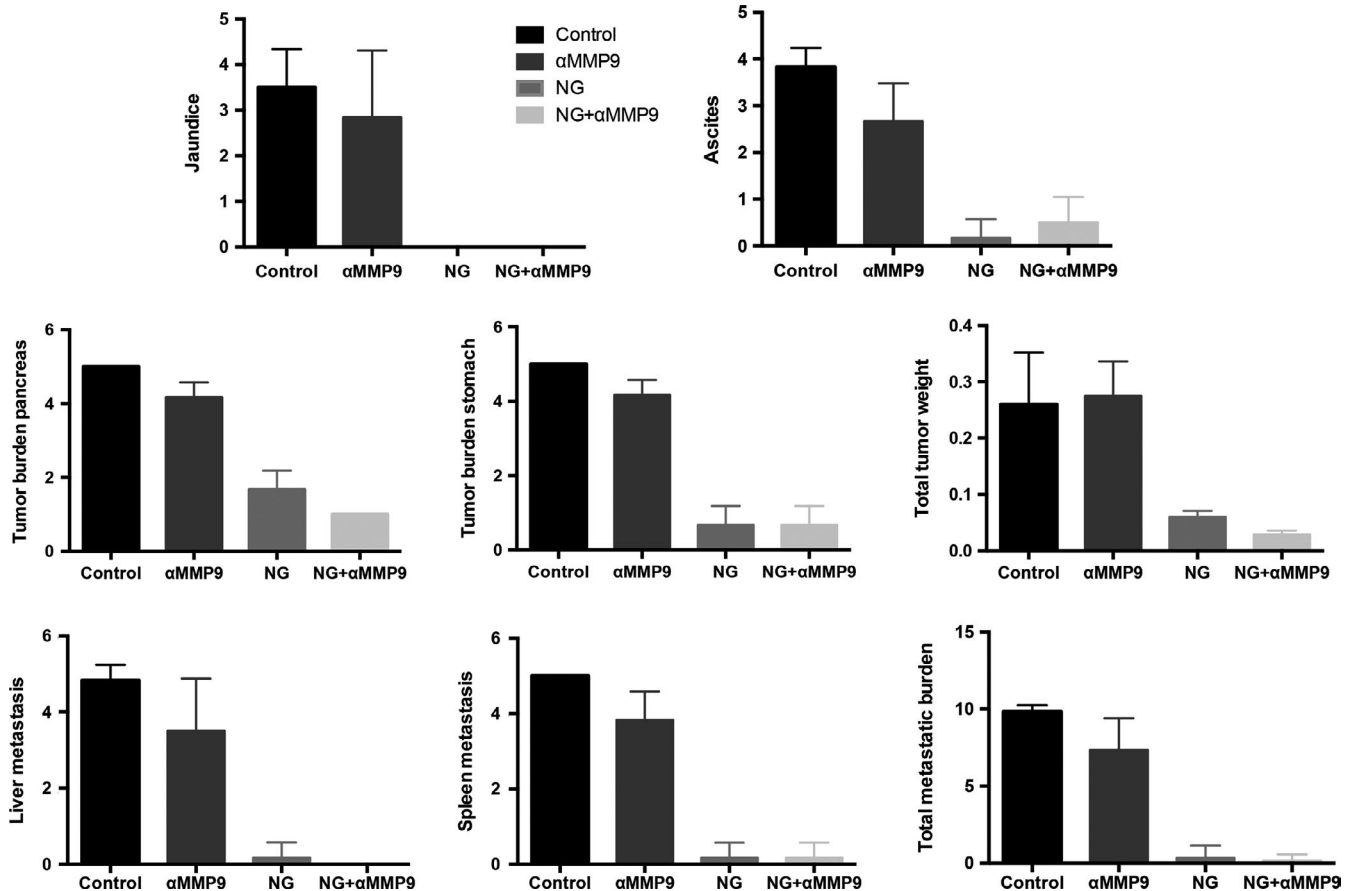 Jaundice
5
4
3
2
1
0
Control αMMP9 NG NG+αMMP9
Control
αMMP9
NG
NG+αMMP9
Ascites
5
4
3
2
1
0
Control αMMP9 NG NG+αMMP9
Tumor burden pancreas
6
4
2
0
Control αMMP9 NG NG+αMMP9
Tumor burden stomach
6
4
2
0
Control αMMP9 NG NG+αMMP9
Total tumor weight
0.4
0.3
0.2
0.1
0.0
Control αMMP9 NG NG+αMMP9
Liver metastasis
6
4
2
0
Control αMMP9 NG NG+αMMP9
Spleen metastasis
6
4
2
0
Control αMMP9 NG NG+αMMP9
Total metastatic burden
15
10
5
0
Control αMMP9 NG NG+αMMP9